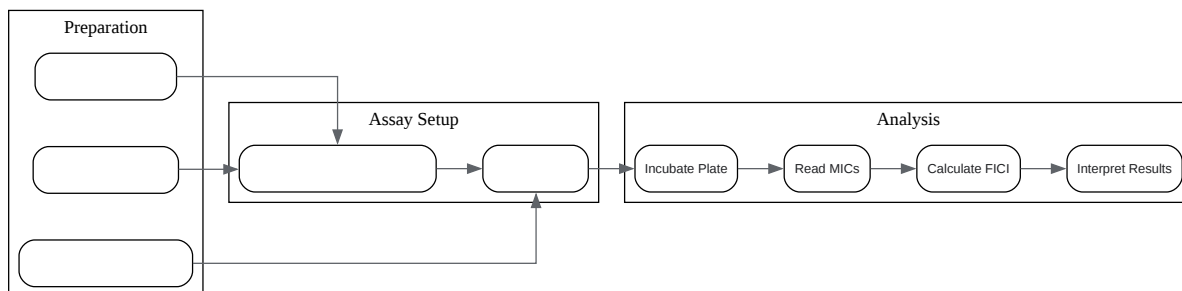 Preparation
Assay Setup
Analysis
Incubate Plate
Read MICs
Calculate FICI
Interpret Results